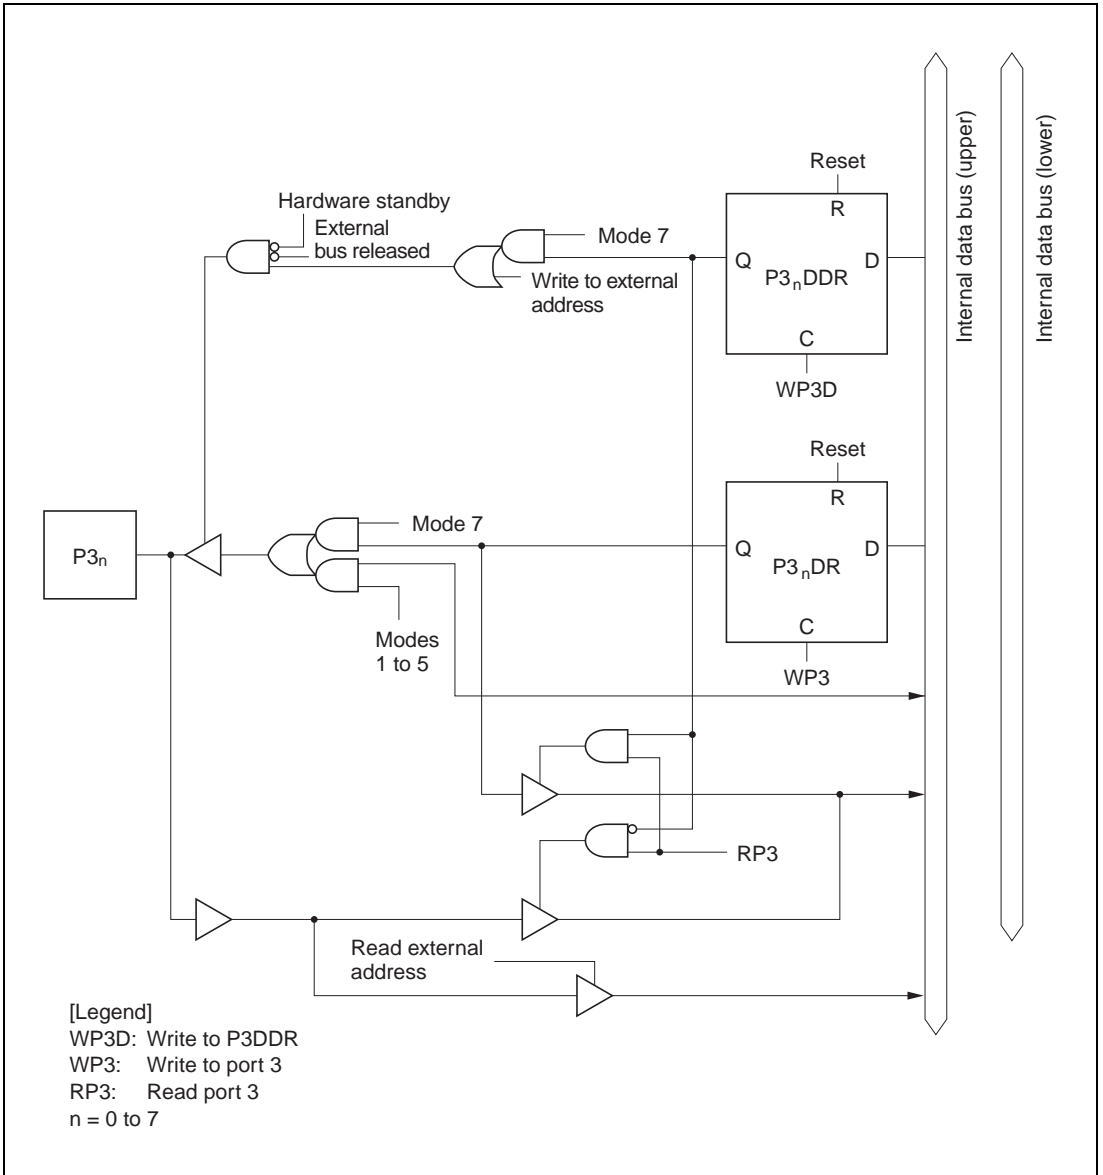 Reset
Hardware standby
R
External
bus released
Mode 7
Q
P3nDDR
D
Write to external
address
C
WP3D
Internal data bus (upper)
Internal data bus (lower)
Reset
R
Mode 7
P3n
Q
P3nDR
D
C
Modes
1 to 5
WP3
RP3
Read external
address
[Legend]
WP3D: Write to P3DDR
WP3: Write to port 3
RP3: Read port 3
n = 0 to 7